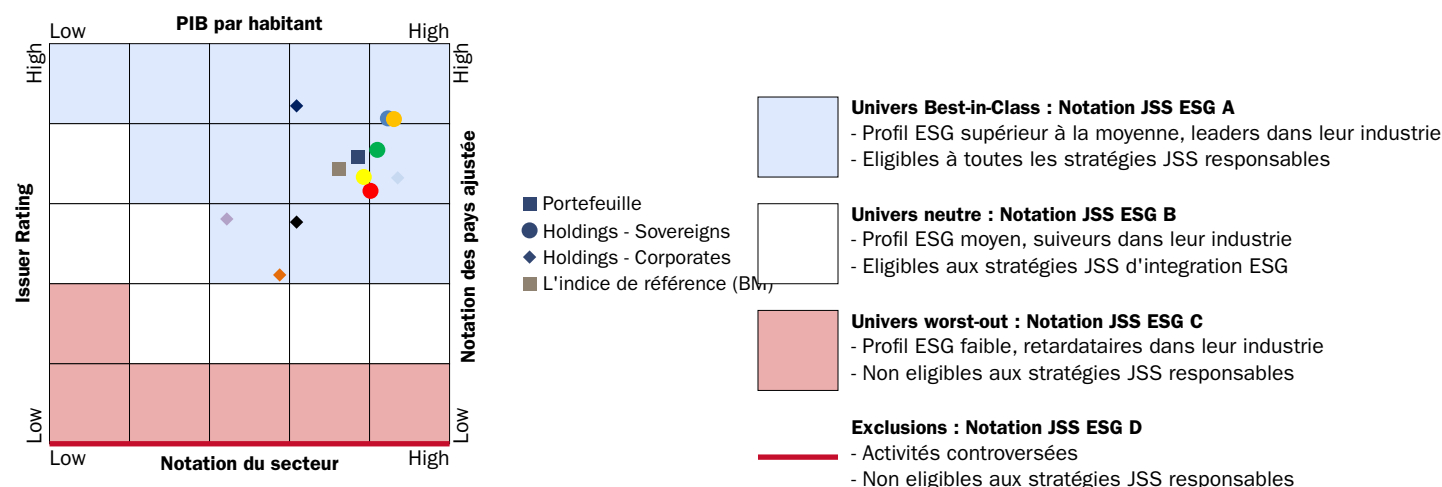 PIB par habitant
Low
High
High
High
Issuer Rating
Notation des pays ajustée
Low
Low
Low
High
Notation du secteur
Portefeuille
Holdings - Sovereigns
Holdings - Corporates
L'indice de référence (BM)
Univers Best-in-Class : Notation JSS ESG A
- Profil ESG supérieur à la moyenne, leaders dans leur industrie
- Eligibles à toutes les stratégies JSS responsables
Univers neutre : Notation JSS ESG B
- Profil ESG moyen, suiveurs dans leur industrie
- Eligibles aux stratégies JSS d'integration ESG
Univers worst-out : Notation JSS ESG C
- Profil ESG faible, retardataires dans leur industrie
- Non eligibles aux stratégies JSS responsables
Exclusions : Notation JSS ESG D
- Activités controversées
- Non eligibles aux stratégies JSS responsables